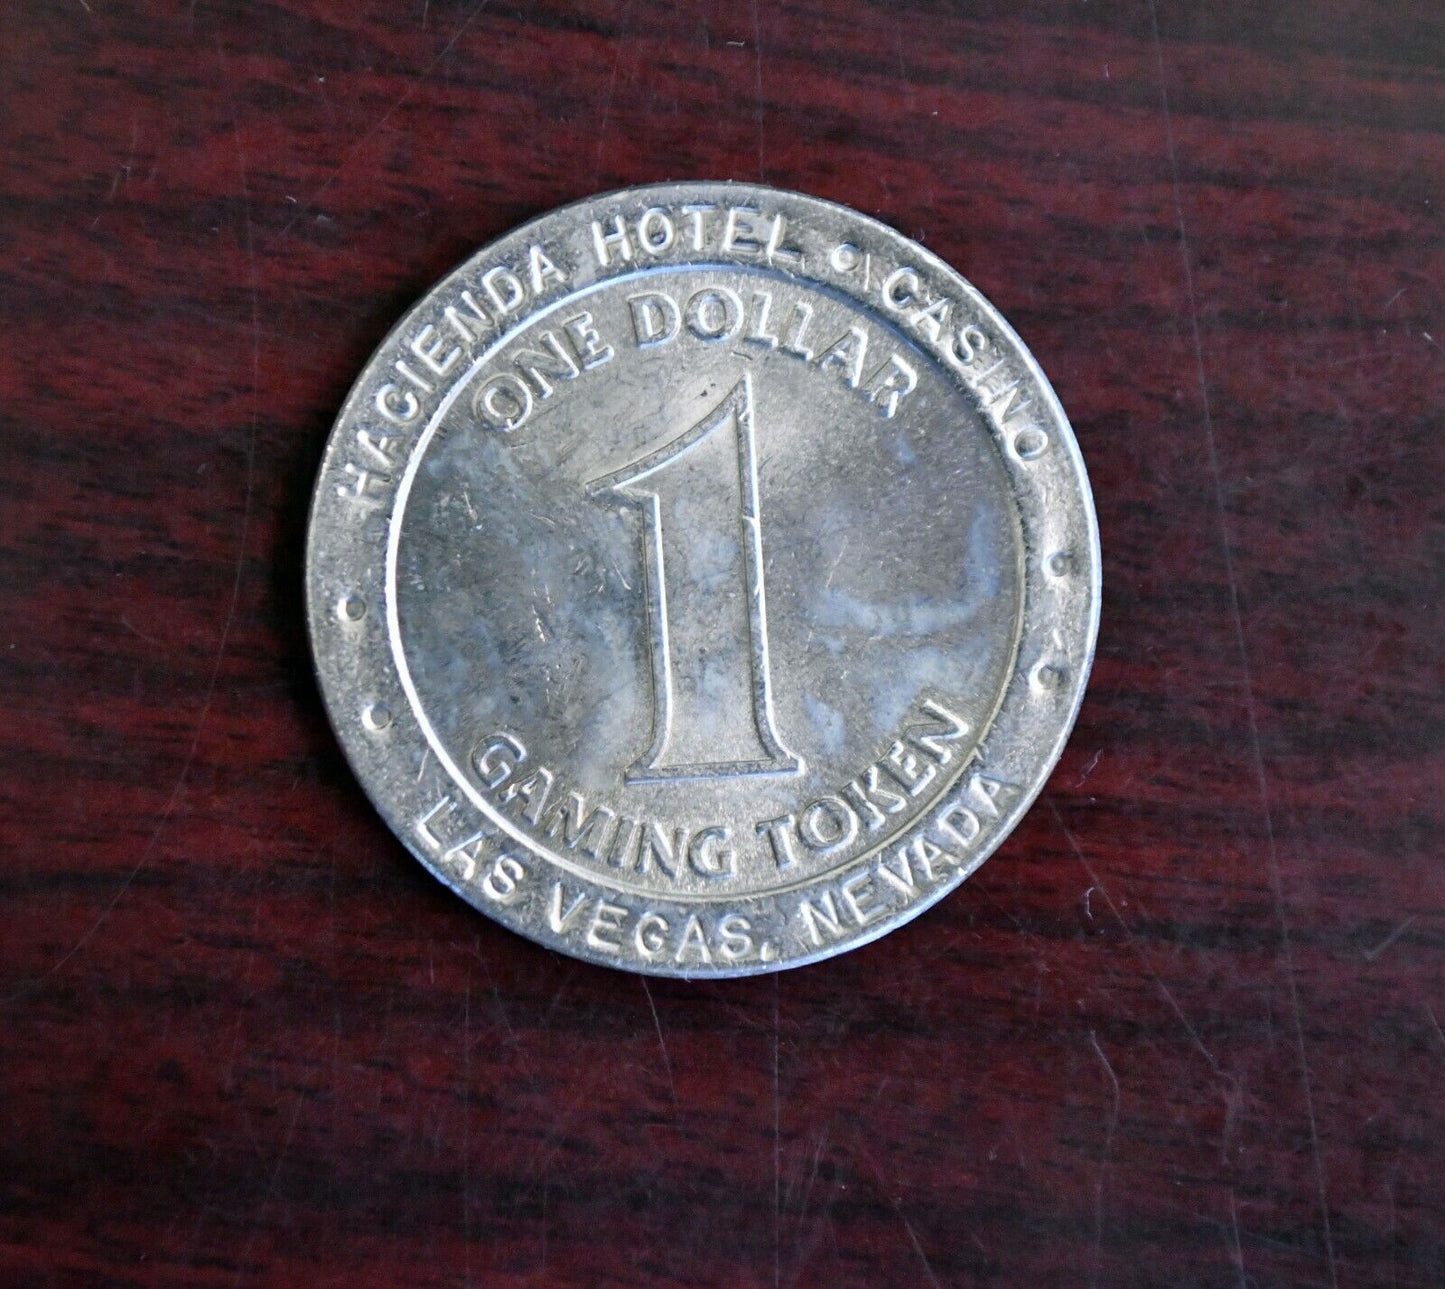 HACIENDA HOTEL • CASINO
ONE DOLLAR
1
GAMING TOKEN
LAS VEGAS, NEVADA